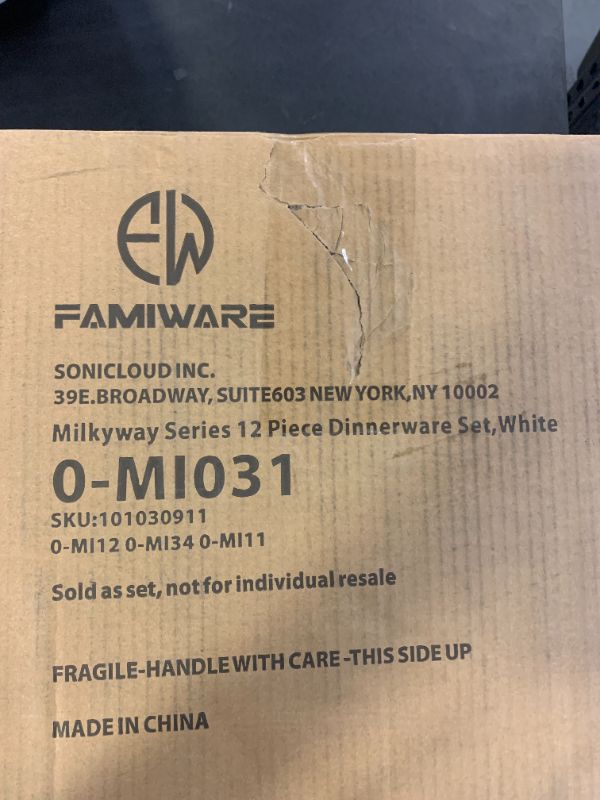 FW
FAMIWARE
SONICLOUD INC.
39E.BROADWAY, SUITE603 NEW YORK,NY 10002
Milkyway Series 12 Piece Dinnerware Set,White
0-MI031
SKU:101030911
0-MI12 0-MI34 0-MI11
Sold as set, not for individual resale
FRAGILE-HANDLE WITH CARE-THIS SIDE UP
MADE IN CHINA